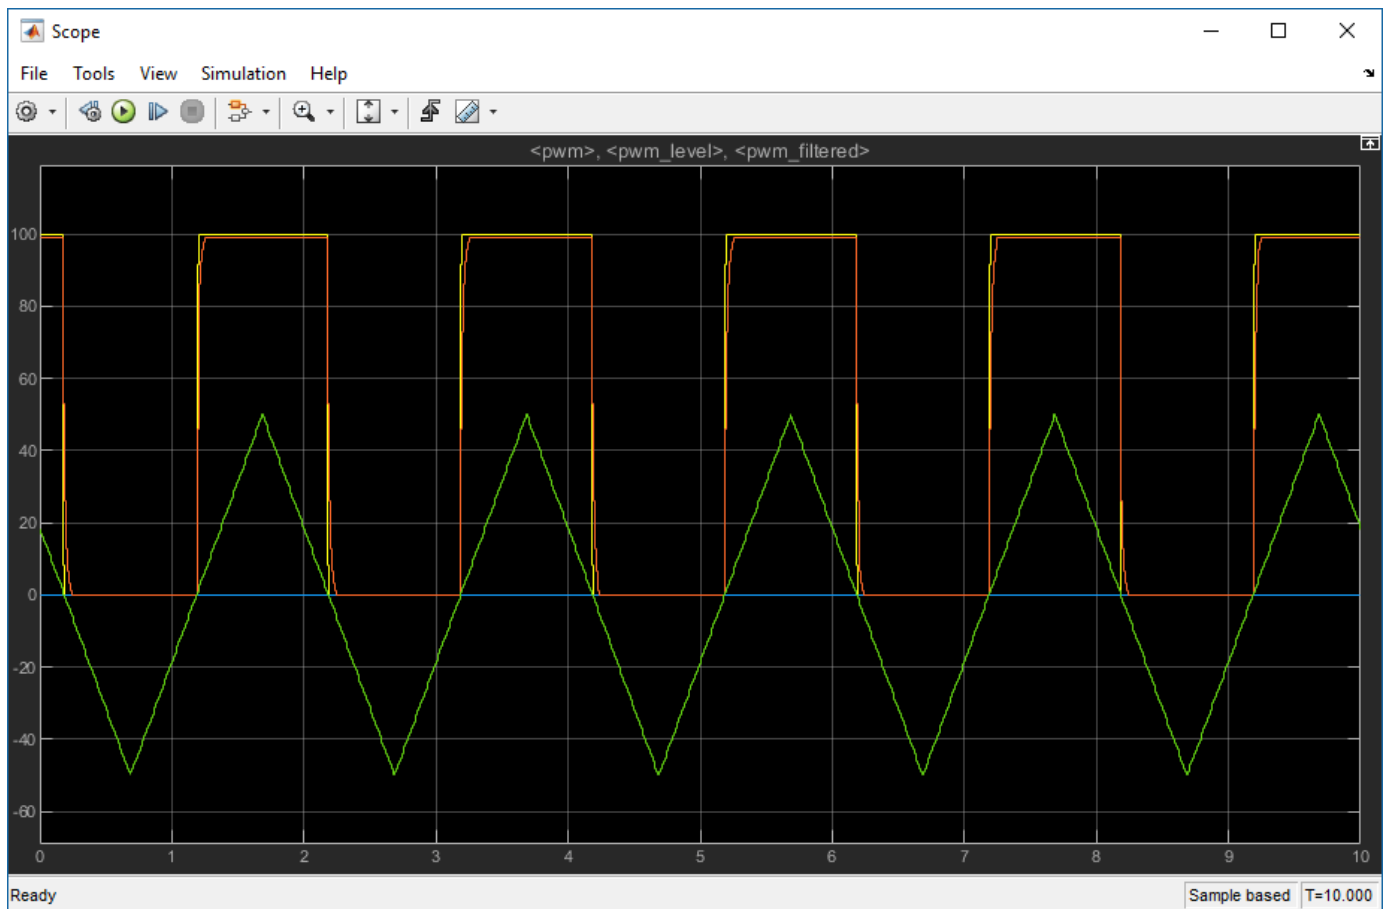 Scope
File Tools View Simulation Help
<pwm>, <pwm_level>, <pwm_filtered>
100
80
60
40
20
0
-20
-40
-60
0 1 2 3 4 5 6 7 8 9 10
Ready Sample based T=10.000